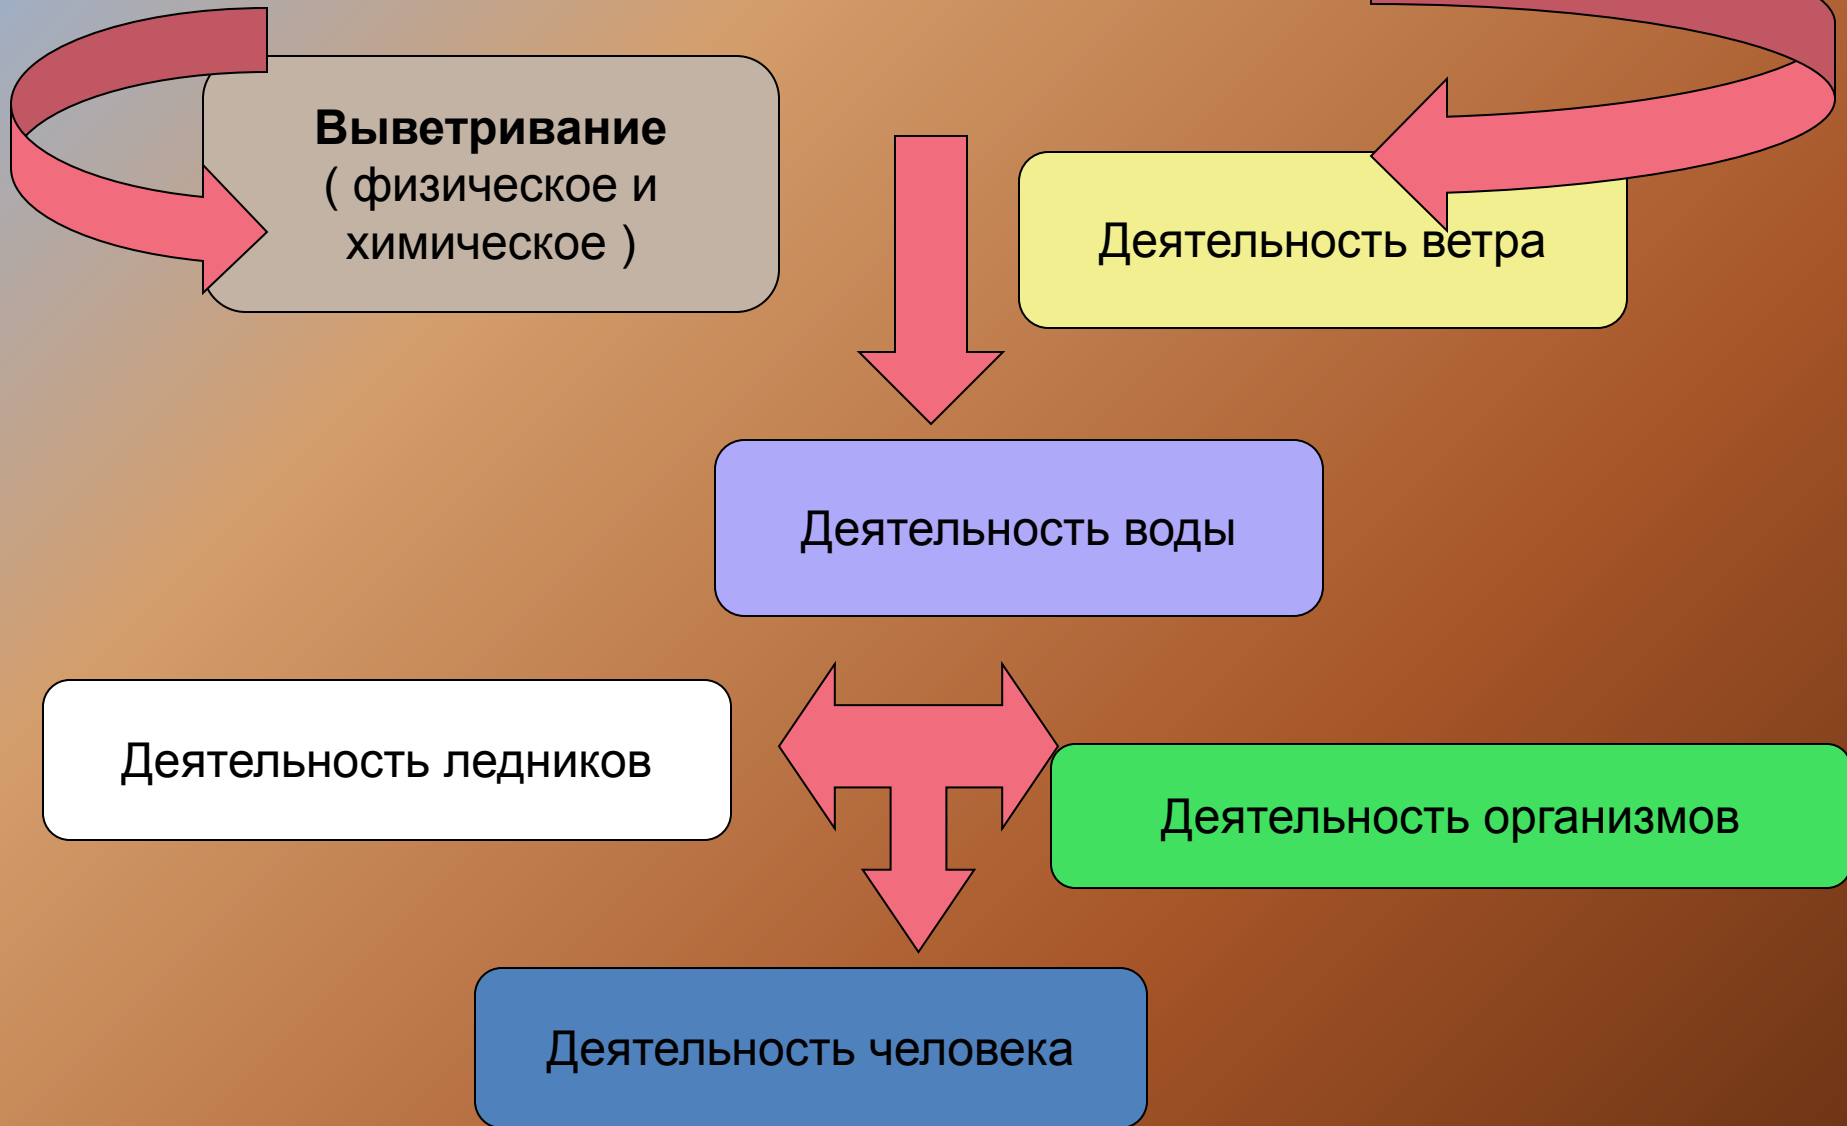 Выветривание
( физическое и
химическое )
Деятельность ветра
Деятельность воды
Деятельность ледников
Деятельность организмов
Деятельность человека